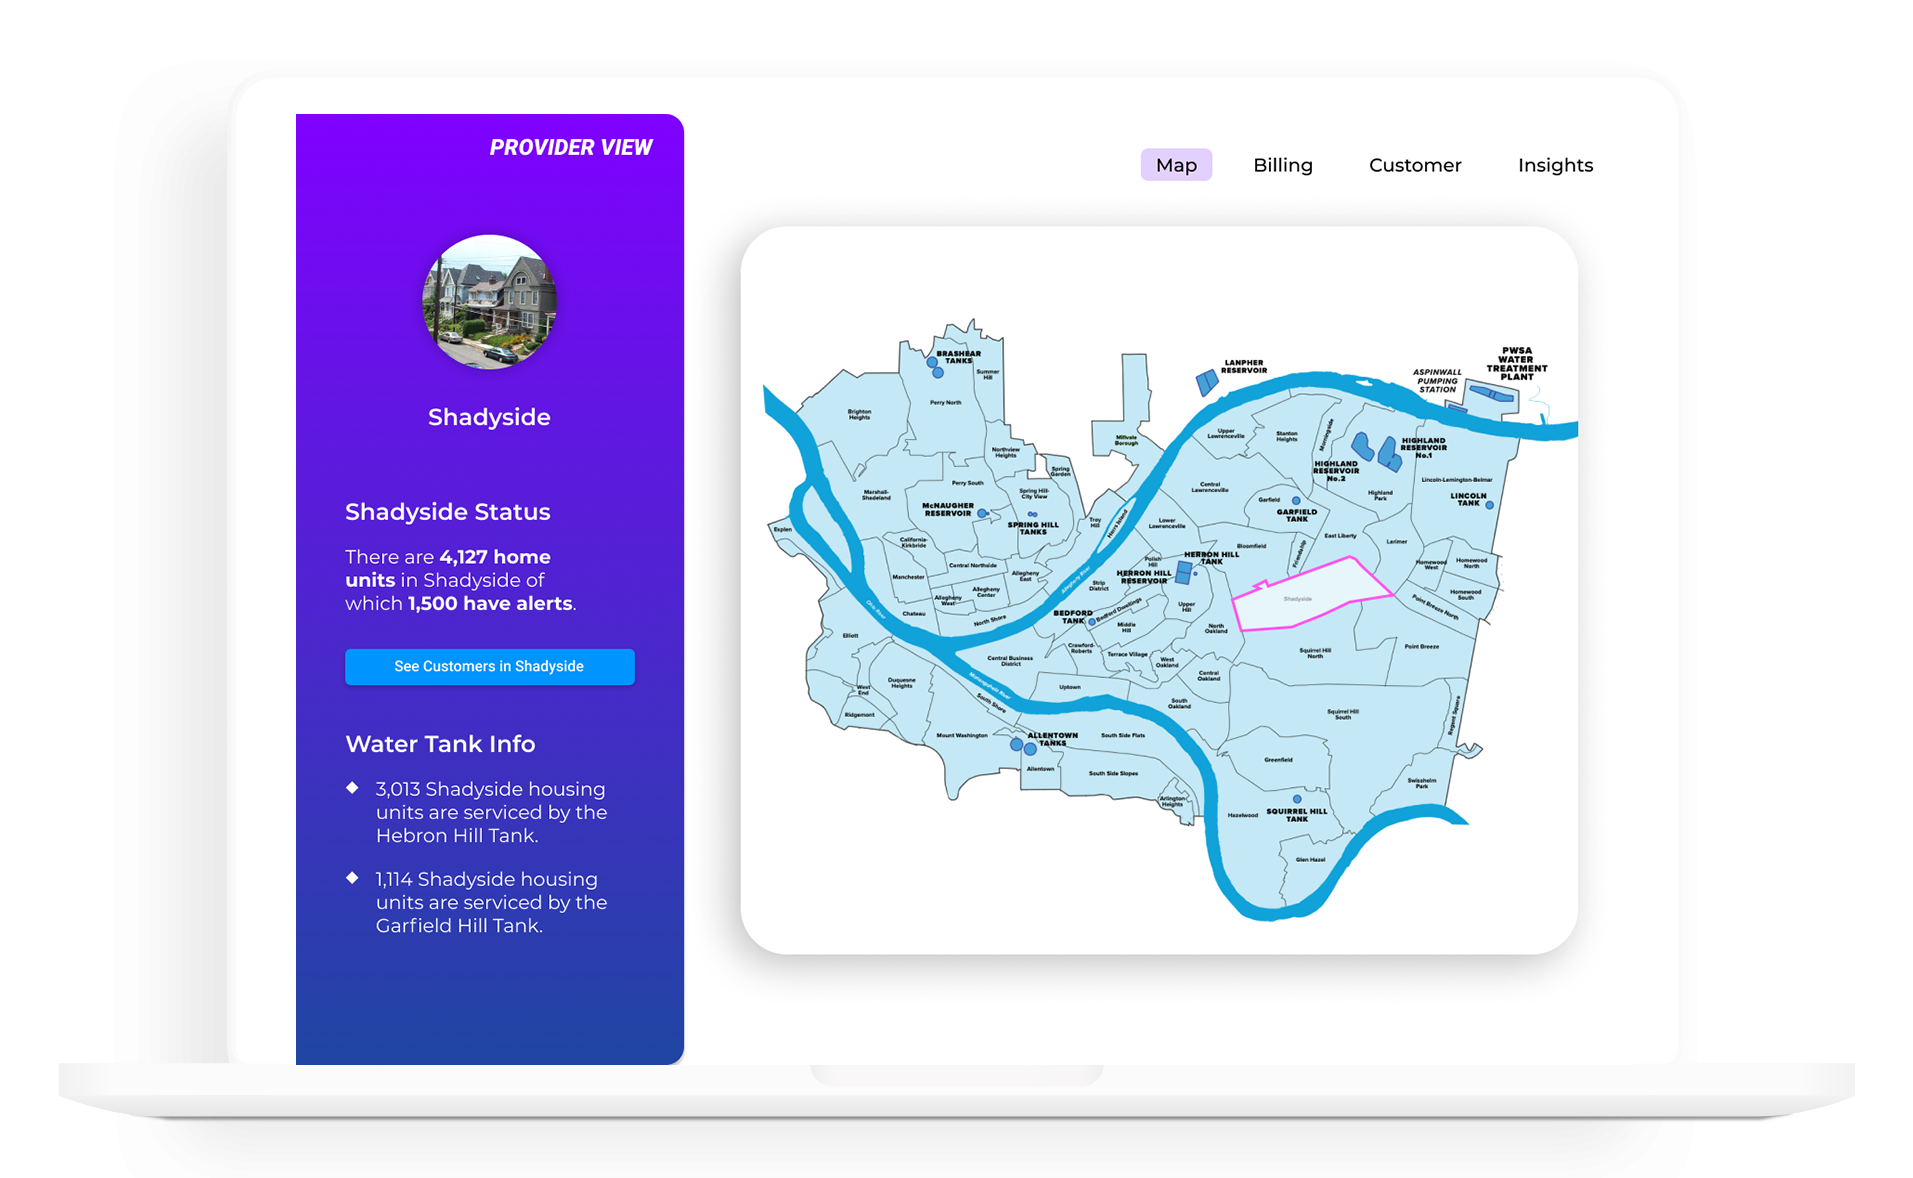 PROVIDER VIEW
Map
Billing
Customer
Insights
Shadyside
Shadyside Status
There are 4,127 home
units in Shadyside of
which 1,500 have alerts.
See Customers in Shadyside
Water Tank Info
3,013 Shadyside housing
units are serviced by the
Hebron Hill Tank.
1,114 Shadyside housing
units are serviced by the
Garfield Hill Tank.
BRASHEAR
TANKS
Summer
Hill
Perry North
Brighton
Heights
LANPHER
RESERVOIR
PWSA
WATER
TREATMENT
PLANT
ASPINWALL
PUMPING
STATION
Millvale
Borough
Upper
Lawrenceville
Stanton
Heights
Morningside
HIGHLAND
RESERVOIR
No.1
HIGHLAND
RESERVOIR
No.2
Northview
Heights
Spring
Garden
Perry South
Marshall-
Shadeland
Spring Hill-
City View
McNAUGHER
RESERVOIR
SPRING HILL
TANKS
Troy
Hill
Herrs Island
Central
Lawrenceville
Lower
Lawrenceville
Garfield
GARFIELD
TANK
Highland
Park
Lincoln-Lemington-Belmar
LINCOLN
TANK
Esplen
California-
Kirkbride
Central Northside
Manchester
Allegheny
East
Allegheny
Center
Allegheny
West
Chateau
North Shore
Allegheny River
Ohio River
Polish
Hill
Strip
District
HERRON HILL
TANK
HERRON HILL
RESERVOIR
Bloomfield
Friendship
East Liberty
Larimer
Homewood
West
Homewood
North
Homewood
South
Point Breeze North
Shadyside
BEDFORD
TANK
Bedford Dwellings
Upper
Hill
Middle
Hill
North
Oakland
Crawford-
Roberts
Terrace Village
West
Oakland
Central
Oakland
South
Oakland
Squirrel Hill
North
Point Breeze
Elliott
Central Business
District
Monongahela River
South Shore
Uptown
West
End
Duquesne
Heights
Ridgemont
Mount Washington
ALLENTOWN
TANKS
Allentown
South Side Flats
South Side Slopes
Arlington
Heights
Squirrel Hill
South
Regent Square
Greenfield
Swisshelm
Park
SQUIRREL HILL
TANK
Hazelwood
Glen Hazel